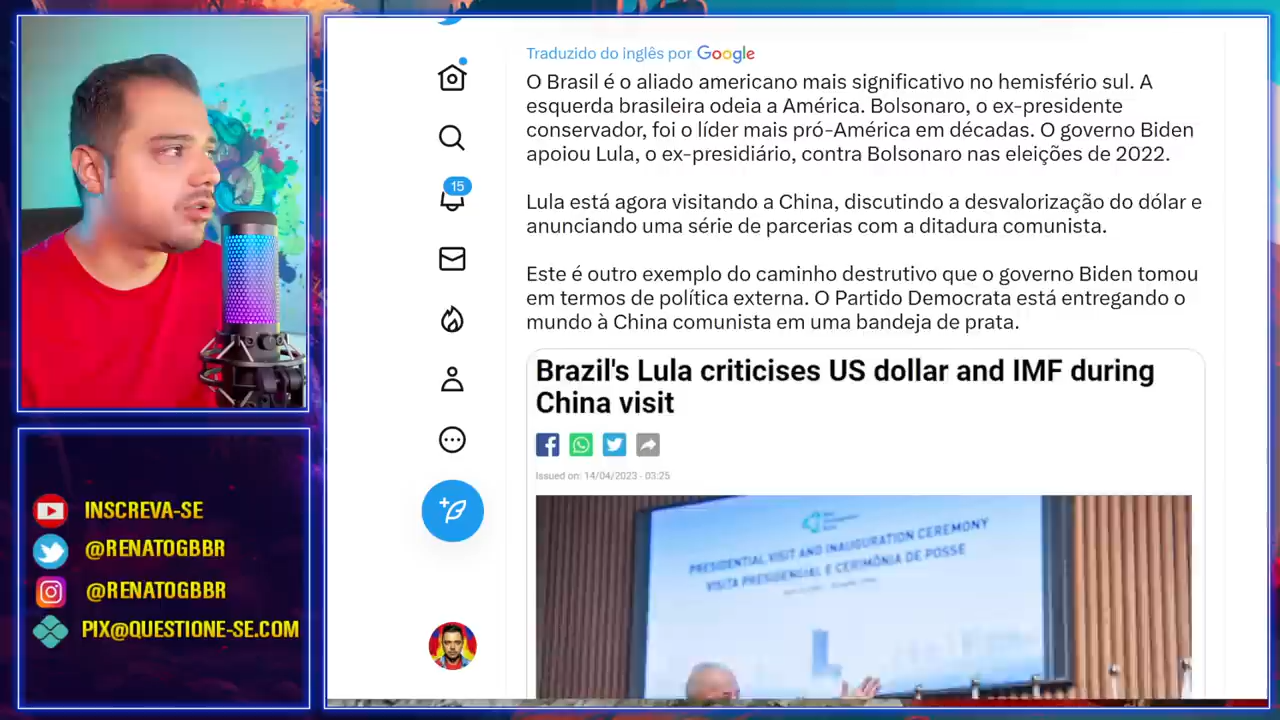 Traduzido do inglês por Google
O Brasil é o aliado americano mais significativo no hemisfério sul. A
esquerda brasileira odeia a América. Bolsonaro, o ex-presidente
conservador, foi o líder mais pró-América em décadas. O governo Biden
apoiou Lula, o ex-presidiário, contra Bolsonaro nas eleições de 2022.
Lula está agora visitando a China, discutindo a desvalorização do dólar e
anunciando uma série de parcerias com a ditadura comunista.
Este é outro exemplo do caminho destrutivo que o governo Biden tomou
em termos de política externa. O Partido Democrata está entregando o
mundo à China comunista em uma bandeja de prata.
Brazil's Lula criticises US dollar and IMF during
China visit
Issued on: 14/04/2023 - 03:25
PRESIDENTIAL VISIT AND INAUGURATION CEREMONY
VISITA PRESIDENCIAL E CERIMÔNIA DE POSSE
15
INSCREVA-SE
@RENATOGBBR
@RENATOGBBR
PIX@QUESTIONE-SE.COM